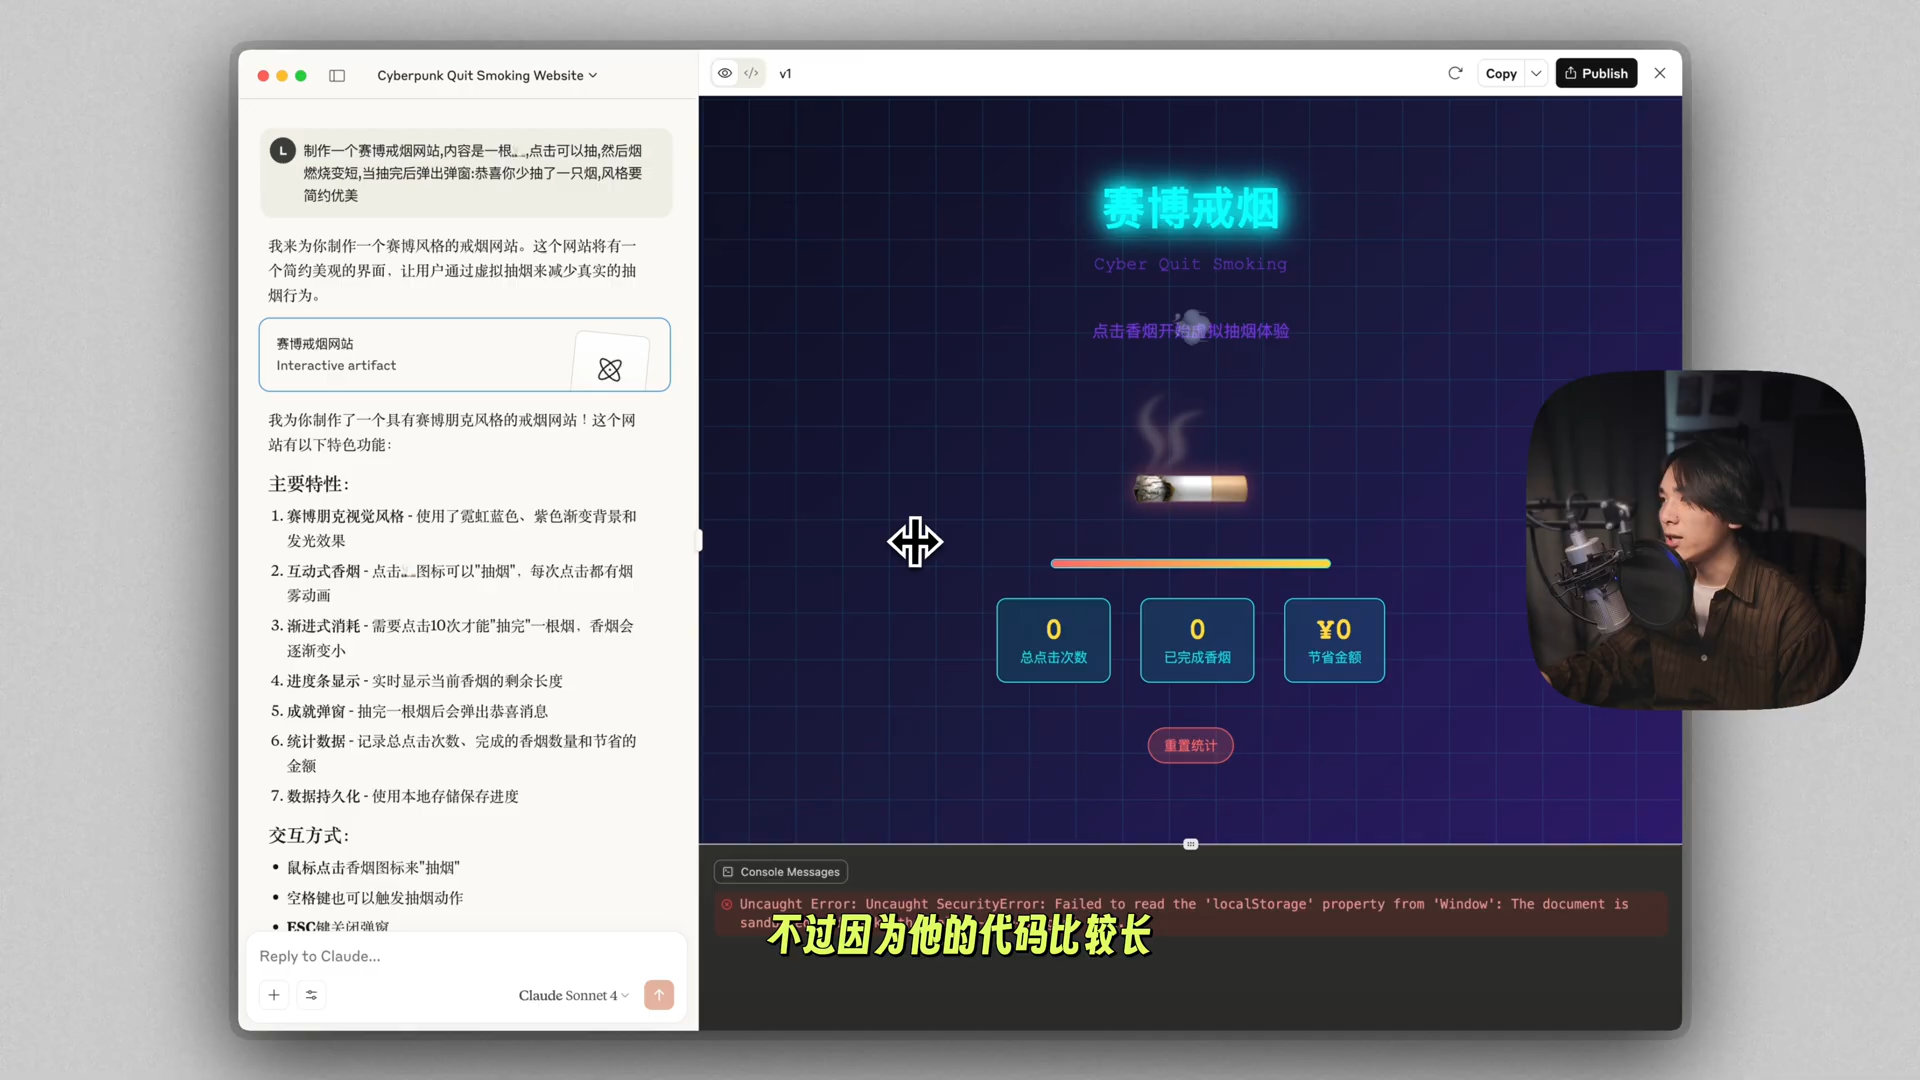 Cyberpunk Quit Smoking Website
v1
Copy
Publish
L
制作一个赛博戒烟网站,内容是一根,点击可以抽,然后烟
燃烧变短,当抽完后弹出弹窗:恭喜你少抽了一只烟,风格要
简约优美
我来为你制作一个赛博风格的戒烟网站。这个网站将有一
个简约美观的界面，让用户通过虚拟抽烟来减少真实的抽
烟行为。
赛博戒烟网站
Interactive artifact
我为你制作了一个具有赛博朋克风格的戒烟网站！这个网
站有以下特色功能：
主要特性：
1. 赛博朋克视觉风格 - 使用了霓虹蓝色、紫色渐变背景和
发光效果
2. 互动式香烟 - 点击图标可以"抽烟"，每次点击都有烟
雾动画
3. 渐进式消耗 - 需要点击10次才能"抽完"一根烟，香烟会
逐渐变小
4. 进度条显示 - 实时显示当前香烟的剩余长度
5. 成就弹窗 - 抽完一根烟后会弹出恭喜消息
6. 统计数据 - 记录总点击次数、完成的香烟数量和节省的
金额
7. 数据持久化 - 使用本地存储保存进度
交互方式：
• 鼠标点击香烟图标来"抽烟"
• 空格键也可以触发抽烟动作
• ESC键关闭弹窗
Reply to Claude...
Claude Sonnet 4
赛博戒烟
Cyber Quit Smoking
点击香烟开始虚拟抽烟体验
0
总点击次数
0
已完成香烟
¥0
节省金额
重置统计
Console Messages
Uncaught Error: Uncaught SecurityError: Failed to read the 'localStorage' property from 'Window': The document is
不过因为他的代码比较长